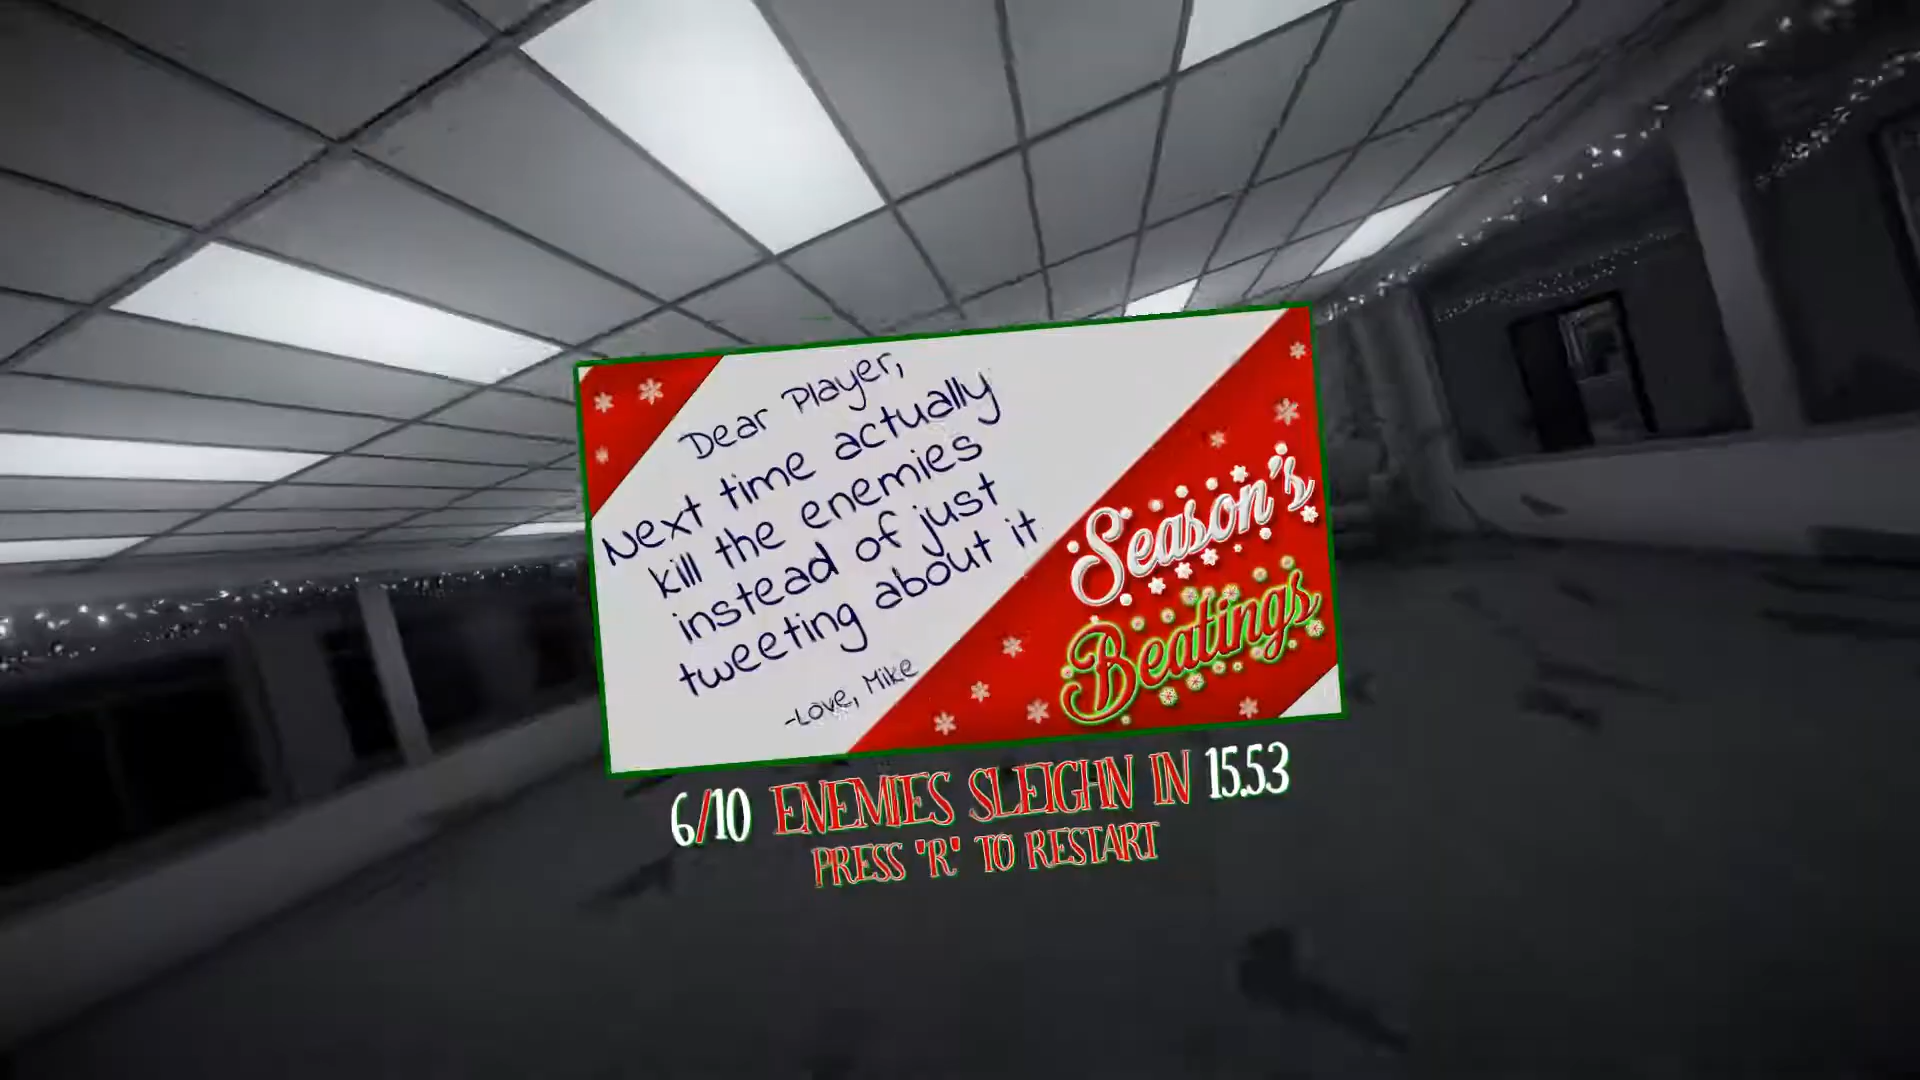 Dear Player,
Next time actually
kill the enemies
instead of just
tweeting about it
-Love, Mike
Season's
Beatings
6/10 ENEMIES SLEIGHN IN 15.53
PRESS 'R' TO RESTART